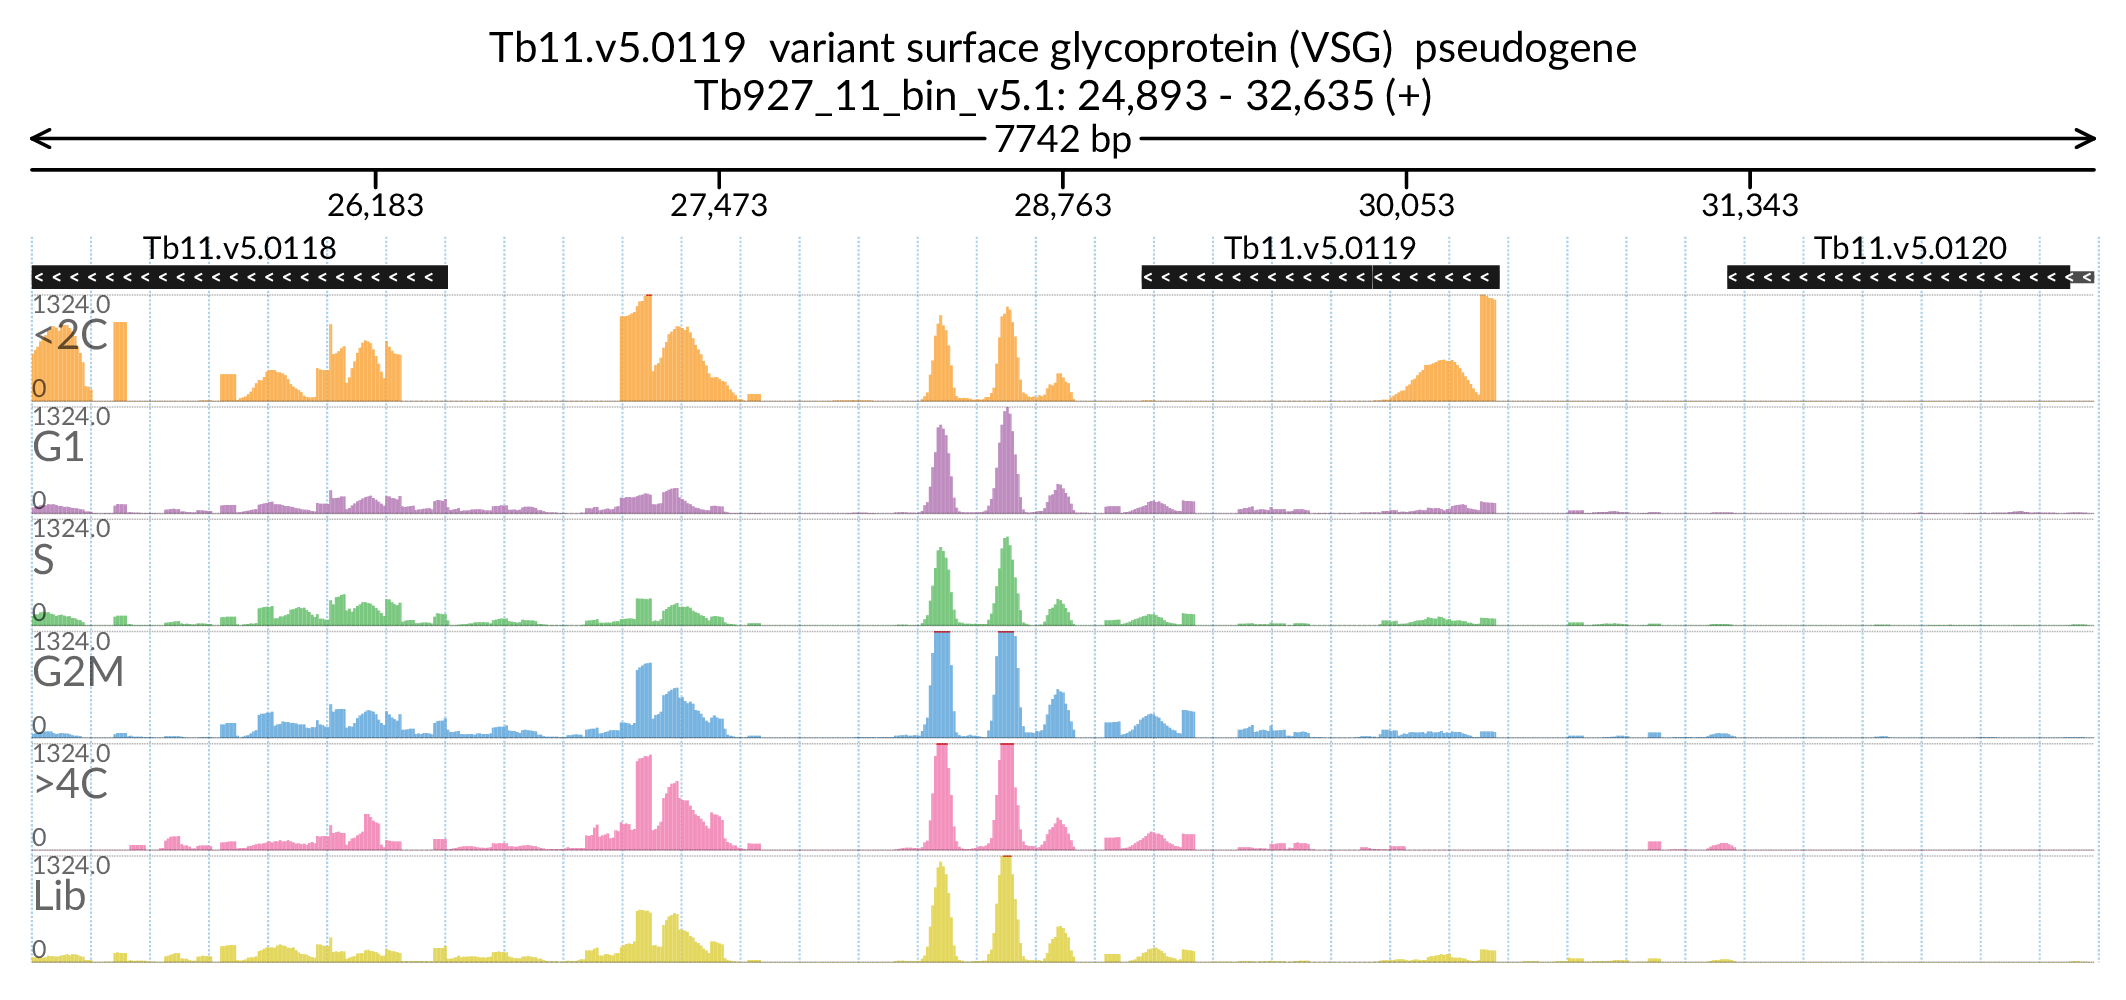 Tb11.v5.0119 variant surface glycoprotein (VSG) pseudogene
Tb927_11_bin_v5.1: 24,893 - 32,635 (+)
7742 bp
26,183 27,473 28,763 30,053 31,343
Tb11.v5.0118 Tb11.v5.0119 Tb11.v5.0120
1324.0
<2C
0
1324.0
G1
0
1324.0
S
0
1324.0
G2M
0
1324.0
>4C
0
1324.0
Lib
0